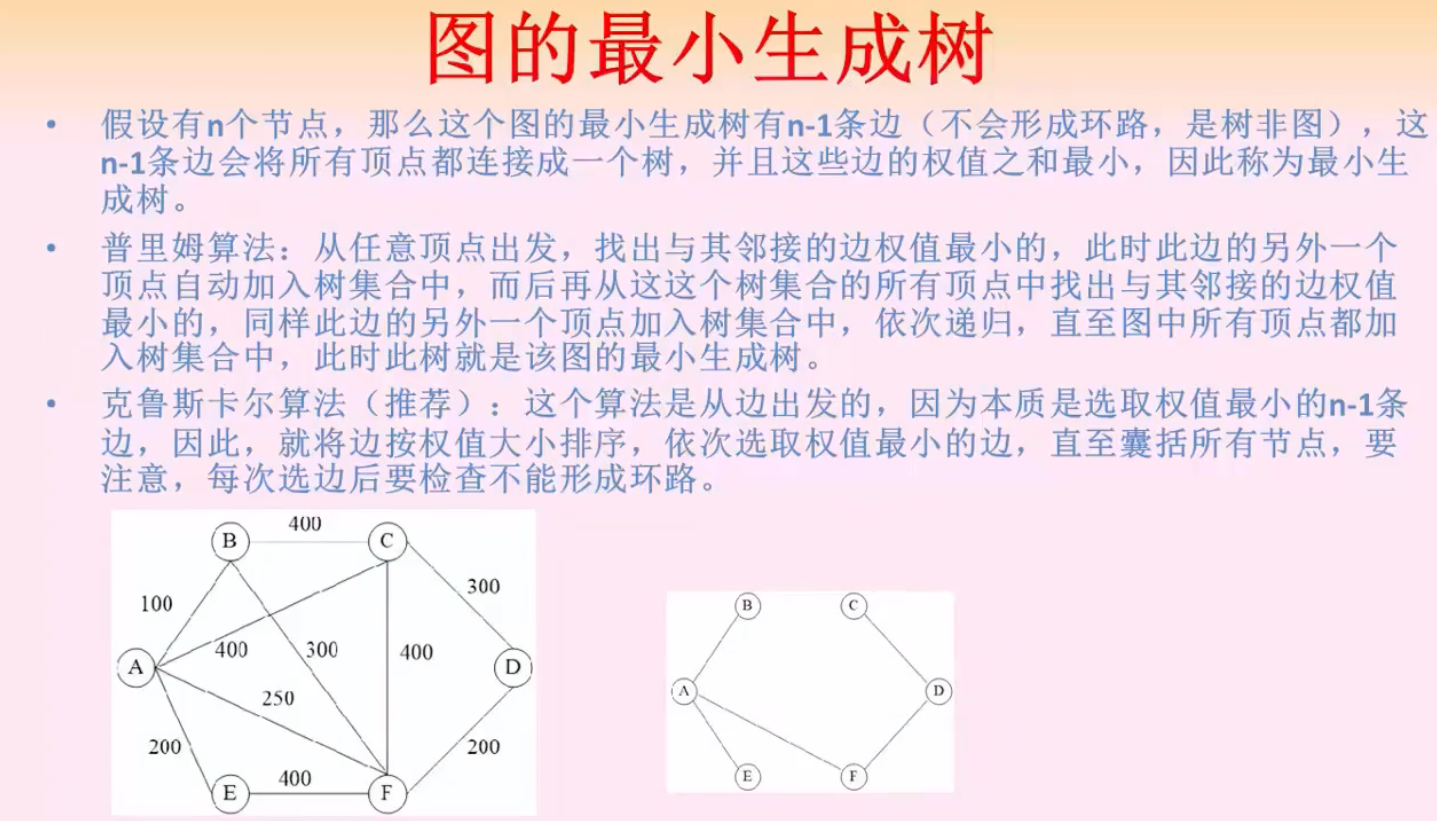 图的最小生成树
• 假设有n个节点，那么这个图的最小生成树有n-1条边（不会形成环路，是树非图），这
n-1条边会将所有顶点都连接成一个树，并且这些边的权值之和最小，因此称为最小生
成树。
• 普里姆算法：从任意顶点出发，找出与其邻接的边权值最小的，此时此边的另外一个
顶点自动加入树集合中，而后再从这这个树集合的所有顶点中找出与其邻接的边权值
最小的，同样此边的另外一个顶点加入树集合中，依次递归，直至图中所有顶点都加
入树集合中，此时此树就是该图的最小生成树。
• 克鲁斯卡尔算法（推荐）：这个算法是从边出发的，因为本质是选取权值最小的n-1条
边，因此，就将边按权值大小排序，依次选取权值最小的边，直至囊括所有节点，要
注意，每次选边后要检查不能形成环路。
400
B C
300
100
400 300 400
A D
250
200 200
400
E F
B C
A D
E F